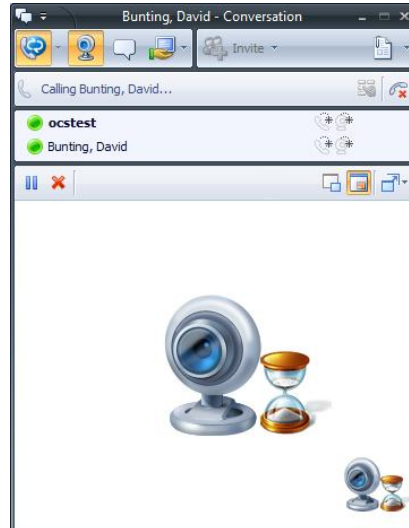 Bunting, David - Conversation
Invite
Calling Bunting, David...
ocstest
Bunting, David